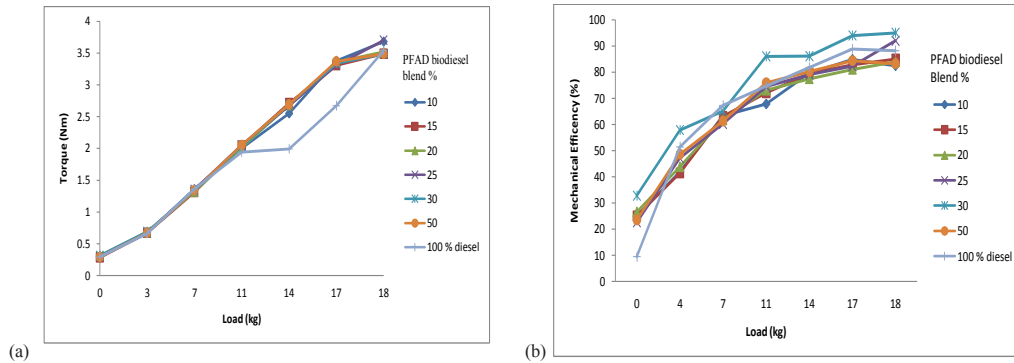 4
3.5
3
2.5
2
1.5
1
0.5
0
Torque (Nm)
0 3 7 11 14 17 18
Load (kg)
PFAD biodiesel
blend %
10
15
20
25
30
50
100 % diesel
(a)
100
90
80
70
60
50
40
30
20
10
0
Mechanical Efficency (%)
0 4 7 11 14 17 18
Load (kg)
PFAD biodiesel
Blend %
10
15
20
25
30
50
100 % diesel
(b)